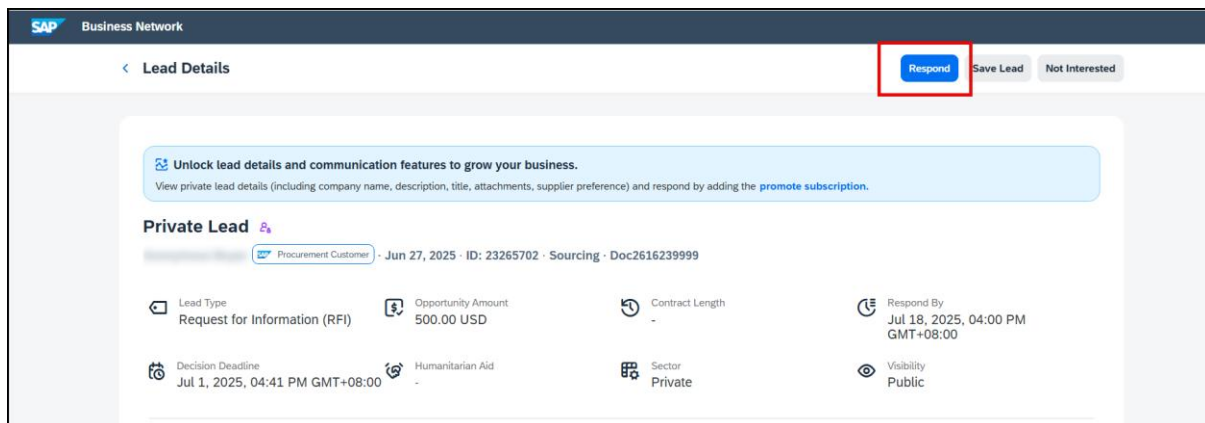 SAP Business Network
Lead Details
Respond Save Lead Not Interested
Unlock lead details and communication features to grow your business.
View private lead details (including company name, description, title, attachments, supplier preference) and respond by adding the promote subscription.
Private Lead
SAP Procurement Customer · Jun 27, 2025 · ID: 23265702 · Sourcing · Doc2616239999
Lead Type
Request for Information (RFI)
Opportunity Amount
500.00 USD
Contract Length
-
Respond By
Jul 18, 2025, 04:00 PM
GMT+08:00
Decision Deadline
Jul 1, 2025, 04:41 PM GMT+08:00
Humanitarian Aid
-
Sector
Private
Visibility
Public